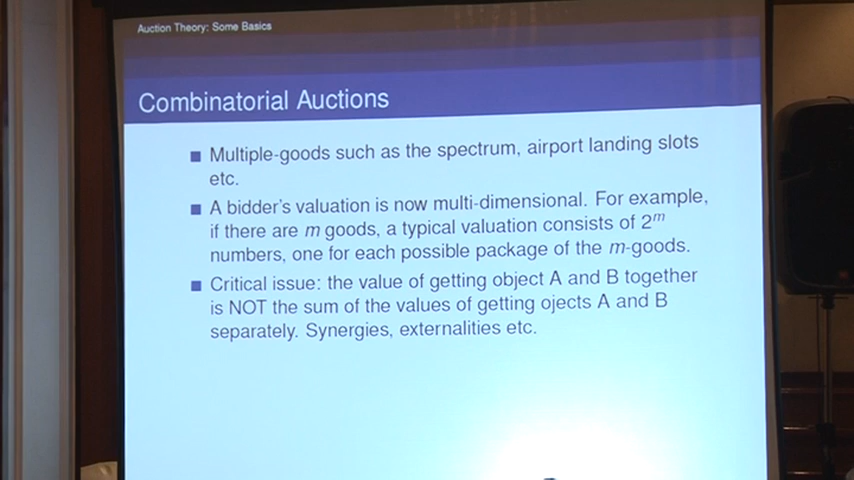 Auction Theory: Some Basics
Combinatorial Auctions
Multiple-goods such as the spectrum, airport landing slots
etc.
A bidder's valuation is now multi-dimensional. For example,
if there are m goods, a typical valuation consists of 2^m
numbers, one for each possible package of the m-goods.
Critical issue: the value of getting object A and B together
is NOT the sum of the values of getting ojects A and B
separately. Synergies, externalities etc.